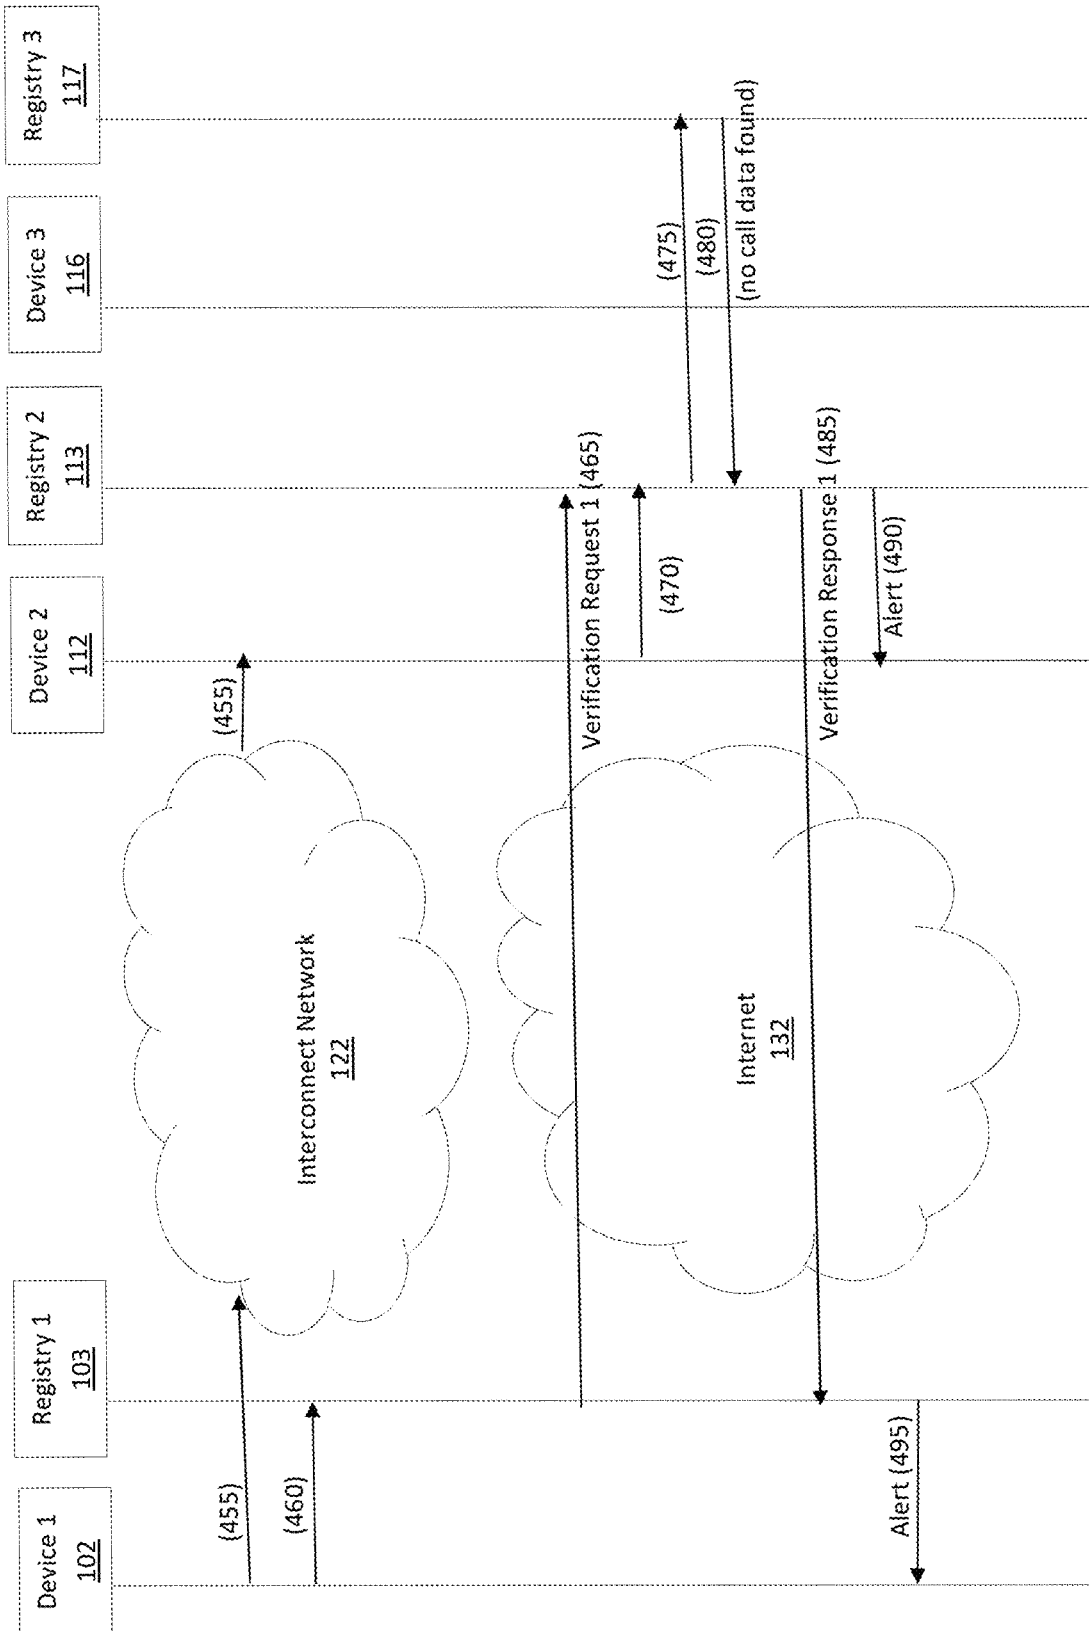 Device 1
102
Registry 1
103
Device 2
112
Registry 2
113
Device 3
116
Registry 3
117
(455)
(455)
(460)
Interconnect Network
122
Verification Request 1 (465)
(470)
(475)
(480)
(no call data found)
Internet
132
Verification Response 1 (485)
Alert (490)
Alert (495)